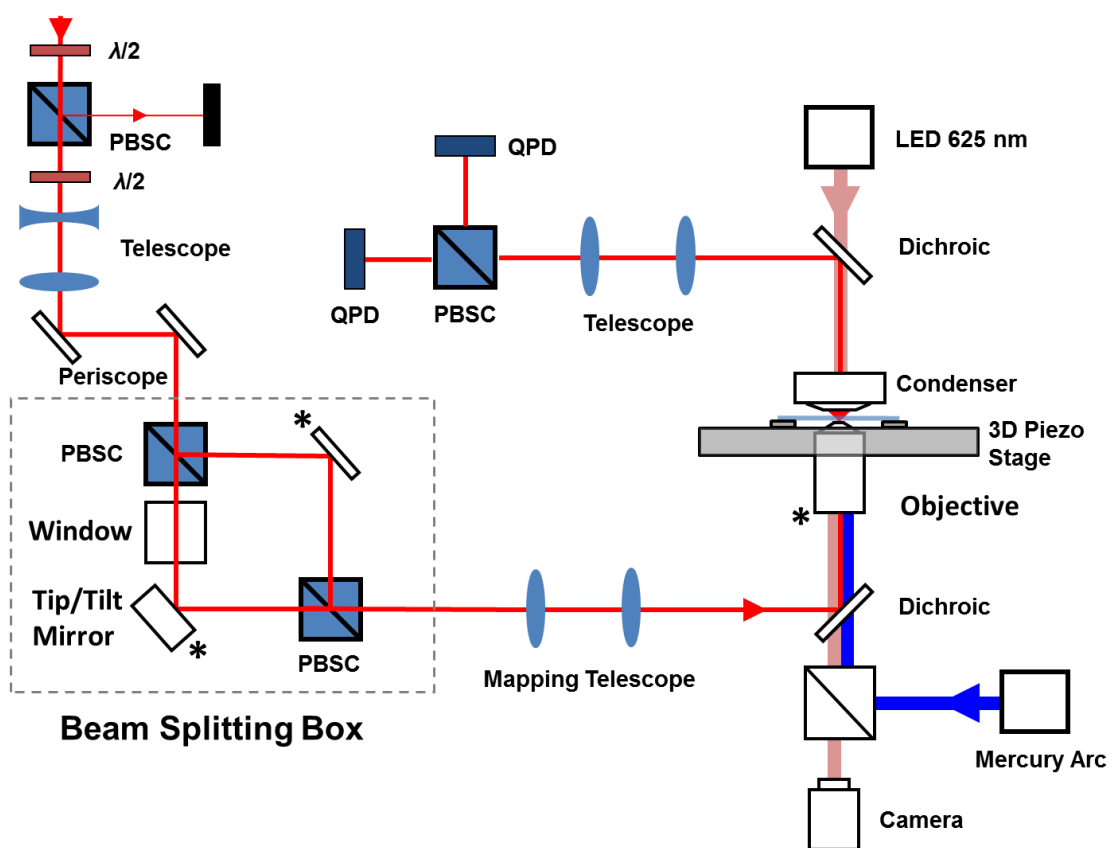 λ/2
PBSC
λ/2
Telescope
Periscope
QPD
QPD
PBSC
Telescope
LED 625 nm
Dichroic
Condenser
3D Piezo
Stage
*
Objective
PBSC
*
Window
Tip/Tilt
Mirror
*
PBSC
Beam Splitting Box
Mapping Telescope
Dichroic
Mercury Arc
Camera